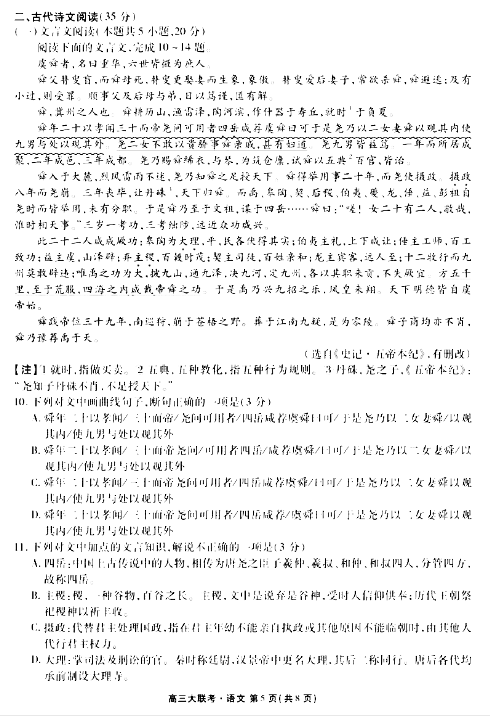 二、古代诗文阅读(35 分)
(一)文言文阅读(本题共5小题,20分)
阅读下面的文言文,完成10~14题。
虞舜者,名曰重华,六世皆微为庶人。
舜父瞽叟盲,而舜母死,瞽叟更娶妻而生象,象傲。瞽叟爱后妻子,常欲杀舜,舜避逃;及有
小过,则受罪。顺事父及后母与弟,日以笃谨,匪有解。
舜,冀州之人也。舜耕历山,渔雷泽,陶河滨,作什器于寿丘,就时¹于负夏。
舜年二十以孝闻三十而帝尧问可用者四岳咸荐虞舜曰可于是尧乃以二女妻舜以观其内使
九男与处以观其外
聚,二年成邑,三年成都。尧乃赐舜絺衣,与琴,为筑仓廪,试舜以五典²百官,皆治。
舜入于大麓,烈风雷雨不迷,尧乃知舜之足授天下。舜得举用事二十年,而尧使摄政。摄政
八年而尧崩。三年丧毕,让丹朱³,天下归舜。而禹、皋陶、契、后稷、伯夷、夔、龙、倕、益、彭祖自
尧时而皆举用,未有分职。于是舜乃至于文祖,谋于四岳……舜曰:“嗟!女二十有二人,敬哉,
惟时相天事。”三岁一考功,三考绌陟,远近众功咸兴。
此二十二人咸成厥功:皋陶为大理,平,民各伏得其实;伯夷主礼,上下咸让;倕主工师,百工
致功;益主虞,山泽辟;弃主稷,百穀时茂;契主司徒,百姓亲和;龙主宾客,远人至;十二牧行而九
州莫敢辟违;唯禹之功为大,披九山,通九泽,决九河,定九州,各以其职来贡,不失厥宜。方五千
里,至于荒服,四海之内咸戴帝舜之功。于是禹乃兴九招之乐,凤皇来翔。天下明德皆自虞
帝始。
舜践帝位三十九年,南巡狩,崩于苍梧之野。葬于江南九疑,是为零陵。舜子商均亦不肖,
舜乃豫荐禹于天。
(选自《史记·五帝本纪》,有删改)
【注】1 就时,指做买卖。 2 五典,五种教化,指五种行为规则。 3 丹朱,尧之子,《五帝本纪》:
“尧知子丹朱不肖,不足授天下。”
10. 下列对文中画曲线句子,断句正确的一项是(3 分)
A. 舜年二十以孝闻/三十而帝/尧问可用者/四岳咸荐虞舜曰可/于是尧乃以二女妻舜/以观
其内/使九男与处以观其外
B. 舜年二十以孝闻/三十而帝尧问/可用者四岳/咸荐虞舜/曰可/于是尧乃以二女妻舜/以
观其内/使九男与处以观其外
C. 舜年二十以孝闻/三十而帝尧问可用者/四岳咸荐虞舜/曰可/于是尧乃以二女妻舜以观
其内/使九男与处以观其外
D. 舜年二十以孝闻/三十而帝尧问可用者/四岳咸荐/虞舜曰可/于是尧乃以二女妻舜以观
其内/使九男与处以观其外
11. 下列对文中加点的文言知识,解说不正确的一项是(3 分)
A. 四岳:中国上古传说中的人物,相传为唐尧之臣子羲仲、羲叔、和仲、和叔四人,分管四方,
故称四岳。
B. 主稷:稷,一种谷物,百谷之长。主稷,文中是说弃是谷神,受时人信仰供奉;历代王朝祭
祀稷神以祈丰收。
C. 摄政:代替君主处理国政,指在君主年幼不能亲自执政或其他原因不能临朝时,由其他人
代行君主权力。
D. 大理:掌司法及刑讼的官。秦时称廷尉,汉景帝中更名大理,其后二称同行。唐后各代均
承前制设大理寺。
高三大联考·语文 第5页(共8页)